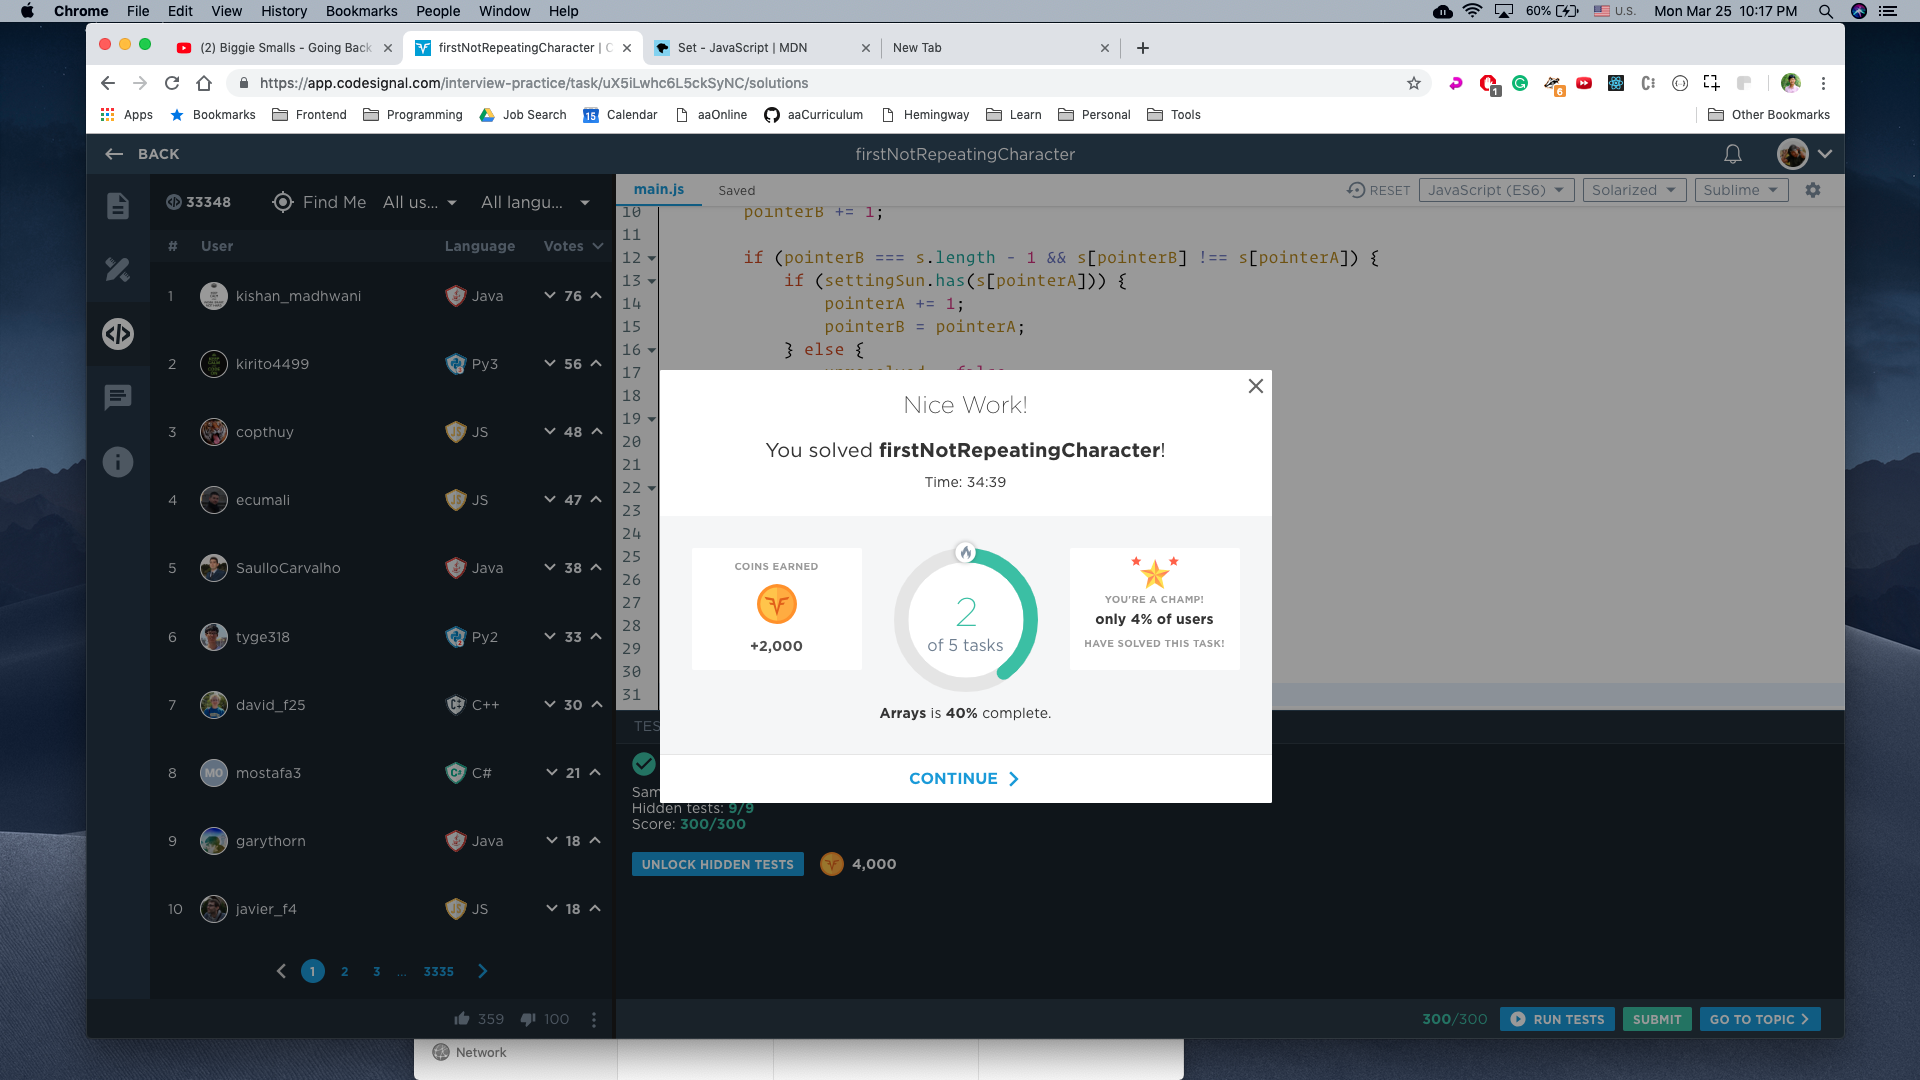 Chrome File Edit View History Bookmarks People Window Help 60% U.S. Mon Mar 25 10:17 PM
(2) Biggie Smalls - Going Back
firstNotRepeatingCharacter |
Set - JavaScript | MDN
New Tab
https://app.codesignal.com/interview-practice/task/uX5iLwhc6L5ckSyNC/solutions
1 6
Apps Bookmarks Frontend Programming Job Search 15 Calendar aaOnline aaCurriculum Hemingway Learn Personal Tools Other Bookmarks
BACK firstNotRepeatingCharacter
33348 Find Me All us... All langu...
# User Language Votes
1 kishan_madhwani Java 76
2 kirito4499 Py3 56
3 copthuy JS 48
4 ecumali JS 47
5 SaulloCarvalho Java 38
6 tyge318 Py2 33
7 david_f25 C++ 30
8 MO mostafa3 C# 21
9 garythorn Java 18
10 javier_f4 JS 18
1 2 3 ... 3335
359 100
main.js Saved RESET JavaScript (ES6) Solarized Sublime
10 pointerB += 1;
11
12 if (pointerB === s.length - 1 && s[pointerB] !== s[pointerA]) {
13 if (settingSun.has(s[pointerA])) {
14 pointerA += 1;
15 pointerB = pointerA;
16 } else {
17
18
19
20
21
22
23
24
25
26
27
28
29
30
31
Nice Work!
You solved firstNotRepeatingCharacter!
Time: 34:39
COINS EARNED
+2,000
2
of 5 tasks
YOU'RE A CHAMP!
only 4% of users
HAVE SOLVED THIS TASK!
Arrays is 40% complete.
CONTINUE
TES
Sam
Hidden tests: 9/9
Score: 300/300
UNLOCK HIDDEN TESTS 4,000
300/300 RUN TESTS SUBMIT GO TO TOPIC
Network